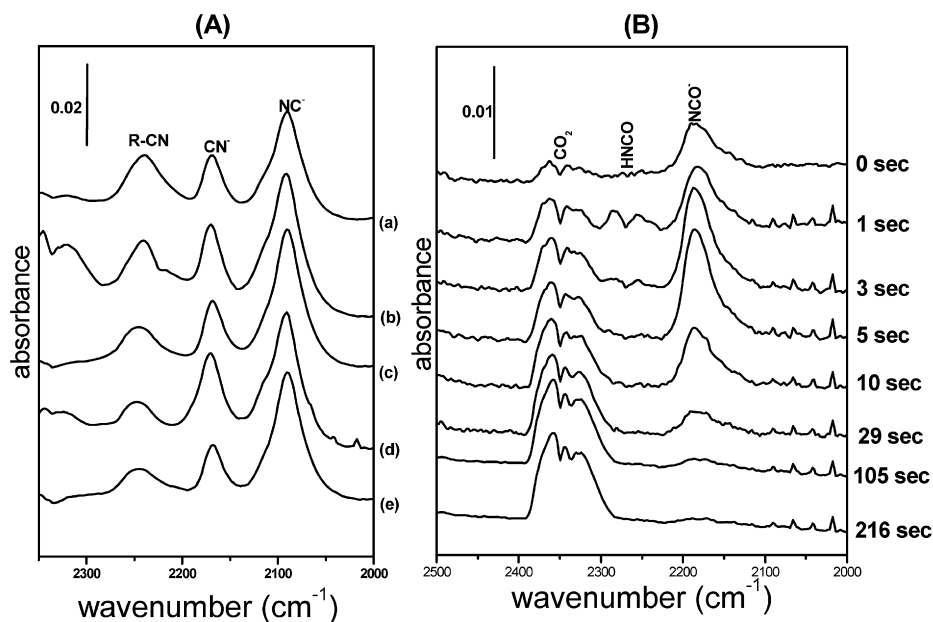 (A)
0.02
R-CN
CN⁻
NC⁻
(a)
(b)
(c)
(d)
(e)
absorbance
2300
2200
2100
2000
wavenumber (cm⁻¹)
(B)
0.01
CO₂
HNCO
NCO⁻
0 sec
1 sec
3 sec
5 sec
10 sec
29 sec
105 sec
216 sec
absorbance
2500
2400
2300
2200
2100
2000
wavenumber (cm⁻¹)